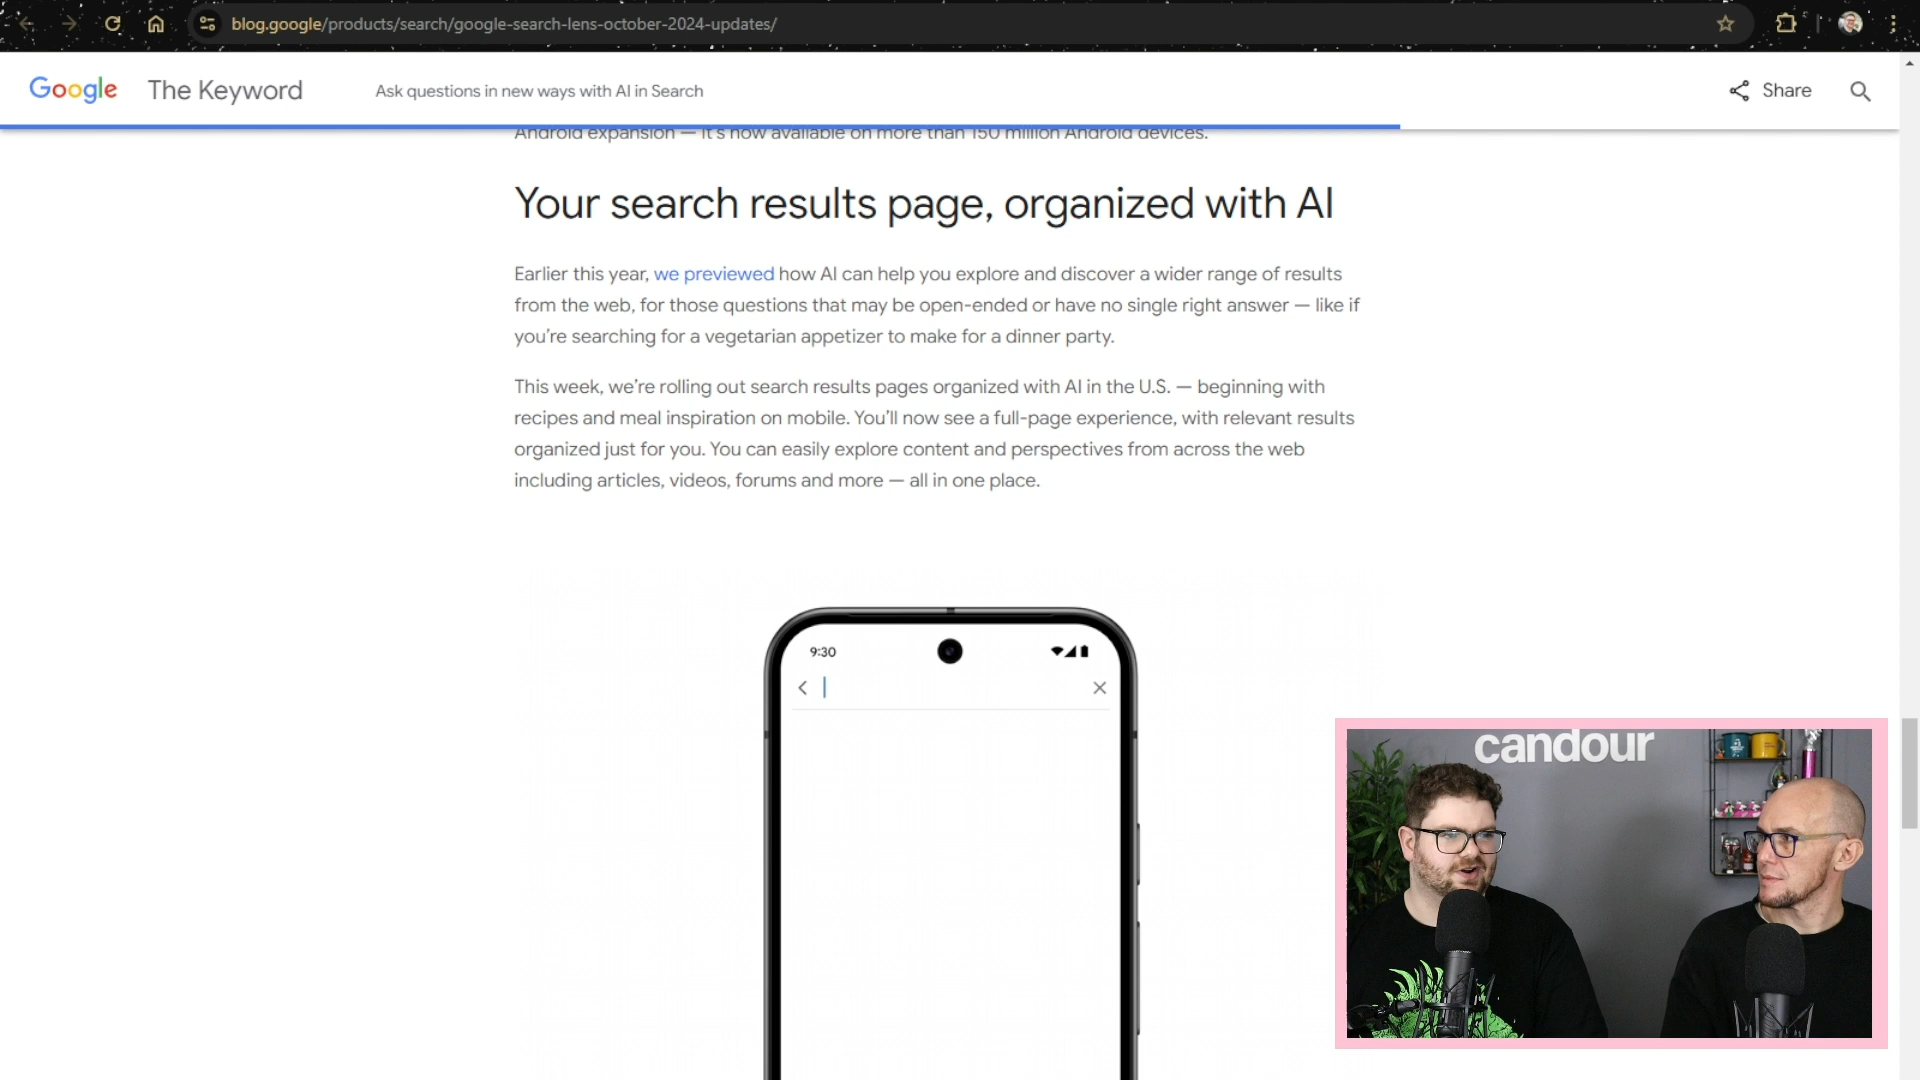 blog.google/products/search/google-search-lens-october-2024-updates/
Google The Keyword
Ask questions in new ways with AI in Search
Share
Android expansion — it's now available on more than 150 million Android devices.
Your search results page, organized with AI
Earlier this year, we previewed how AI can help you explore and discover a wider range of results
from the web, for those questions that may be open-ended or have no single right answer — like if
you're searching for a vegetarian appetizer to make for a dinner party.
This week, we're rolling out search results pages organized with AI in the U.S. — beginning with
recipes and meal inspiration on mobile. You'll now see a full-page experience, with relevant results
organized just for you. You can easily explore content and perspectives from across the web
including articles, videos, forums and more — all in one place.
9:30
candour